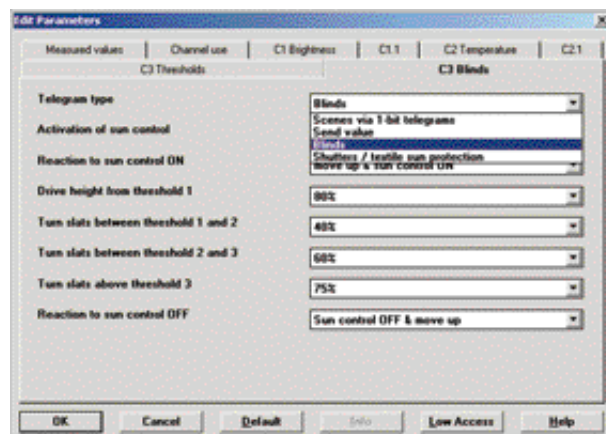 Edit Parameters
Measured values
Channel use
C1 Brightness
C1.1
C2 Temperature
C2.1
C3 Thresholds
C3 Blinds
Telegram type
Blinds
Scenes via 1-bit telegrams
Send value
Blinds
Shutters / textile sun protection
Activation of sun control
Reaction to sun control ON
move up & sun control ON
Drive height from threshold 1
80%
Turn slats between threshold 1 and 2
40%
Turn slats between threshold 2 and 3
60%
Turn slats above threshold 3
75%
Reaction to sun control OFF
Sun control OFF & move up
OK
Cancel
Default
Info
Low Access
Help